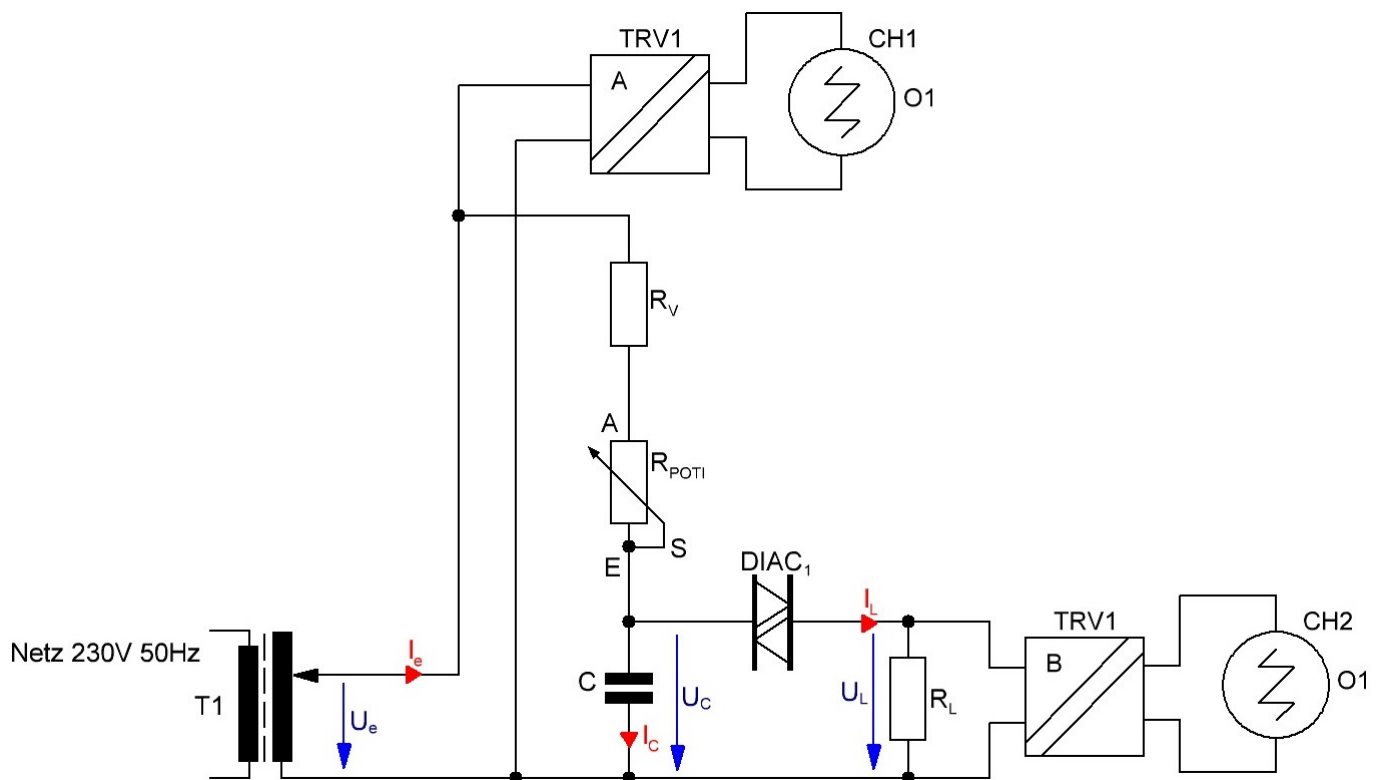 TRV1
CH1
A
O1
R_V
A
R_POTI
S
E
DIAC_1
I_L
TRV1
CH2
Netz 230V 50Hz
I_e
B
C
O1
T1
U_e
U_C
U_L
R_L
I_C